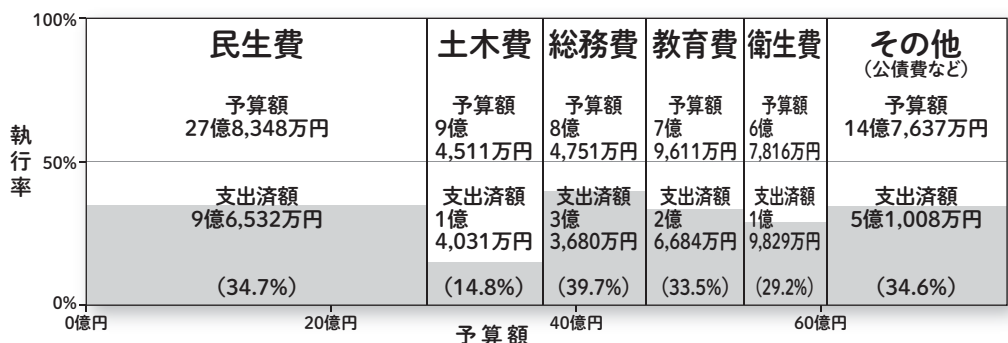 100%
50%
0%
執行率
民生費
予算額
27億8,348万円
支出済額
9億6,532万円
(34.7%)
土木費
予算額
9億
4,511万円
支出済額
1億
4,031万円
(14.8%)
総務費
予算額
8億
4,751万円
支出済額
3億
3,680万円
(39.7%)
教育費
予算額
7億
9,611万円
支出済額
2億
6,684万円
(33.5%)
衛生費
予算額
6億
7,816万円
支出済額
1億
9,829万円
(29.2%)
その他
(公債費など)
予算額
14億7,637万円
支出済額
5億1,008万円
(34.6%)
0億円
20億円
40億円
60億円
予算額